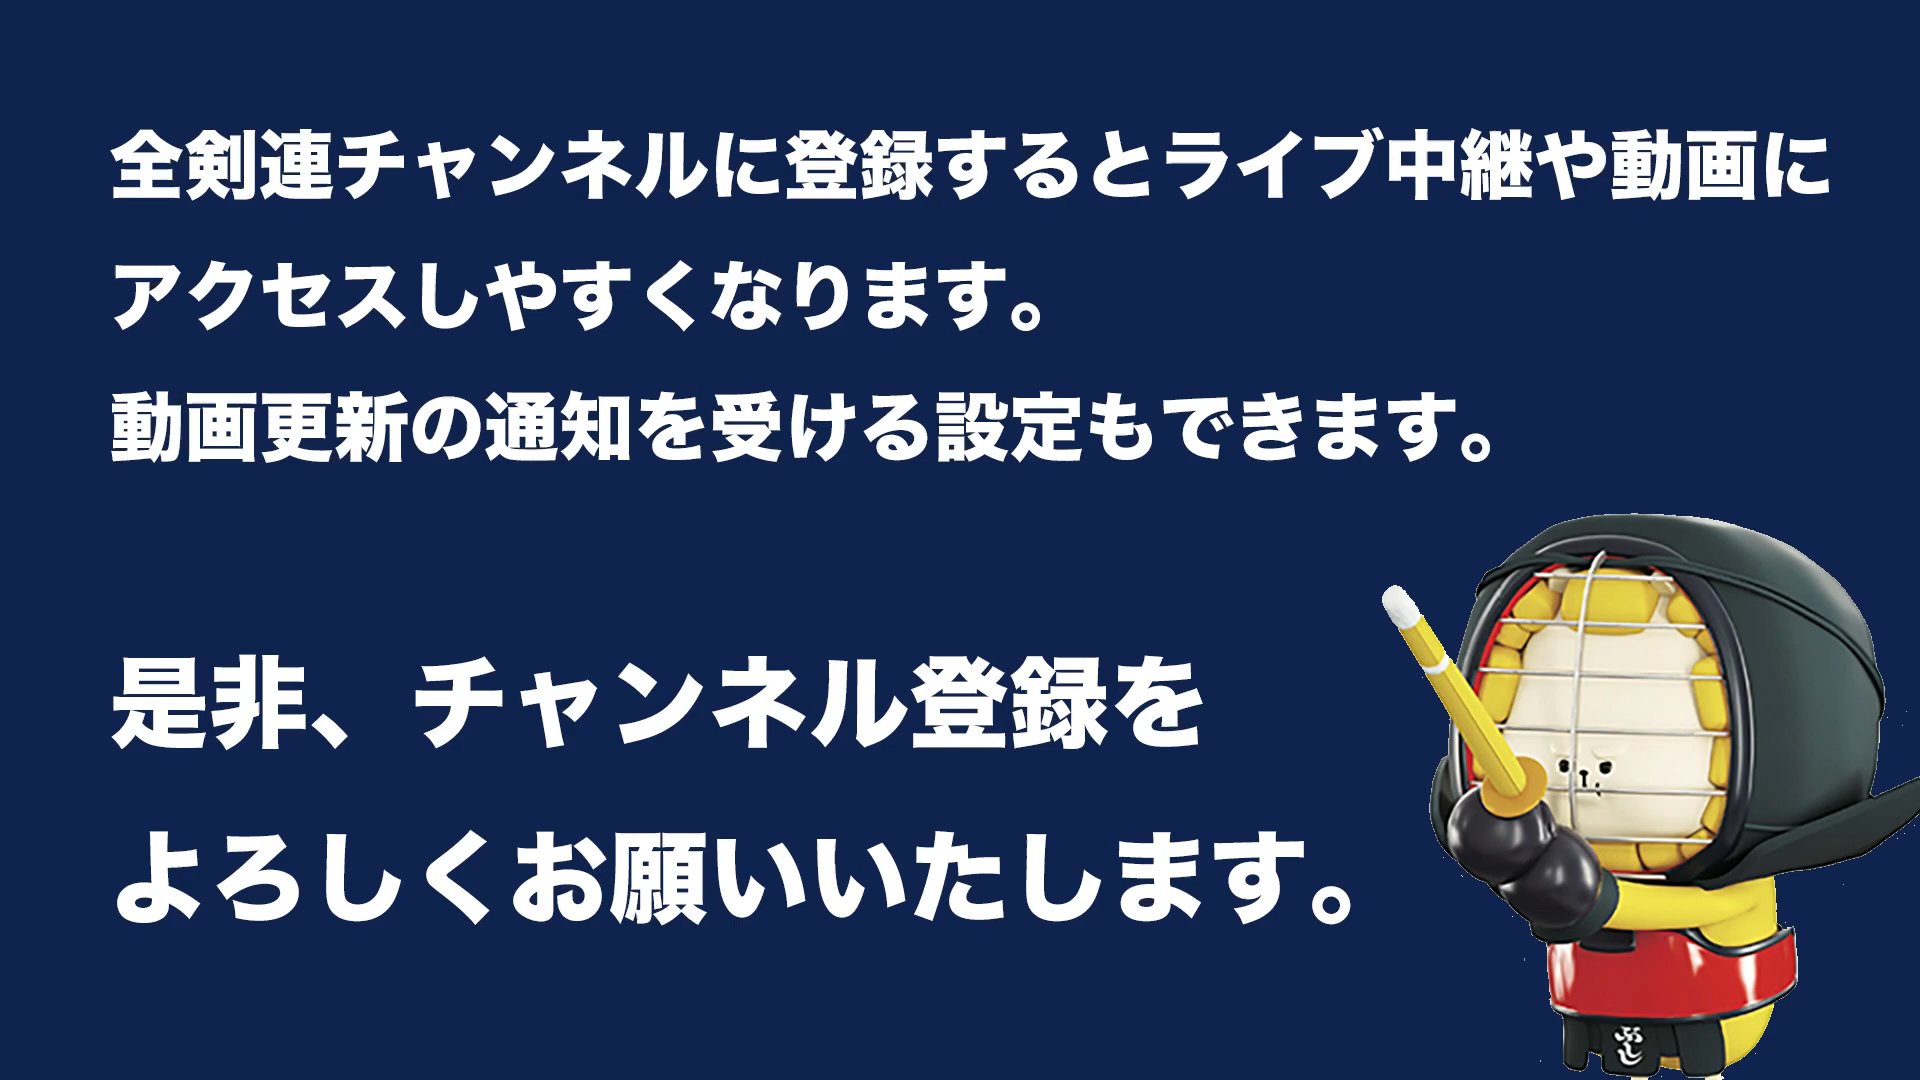 全剣連チャンネルに登録するとライブ中継や動画に
アクセスしやすくなります。
動画更新の通知を受ける設定もできます。
是非、チャンネル登録を
よろしくお願いいたします。
ぶし